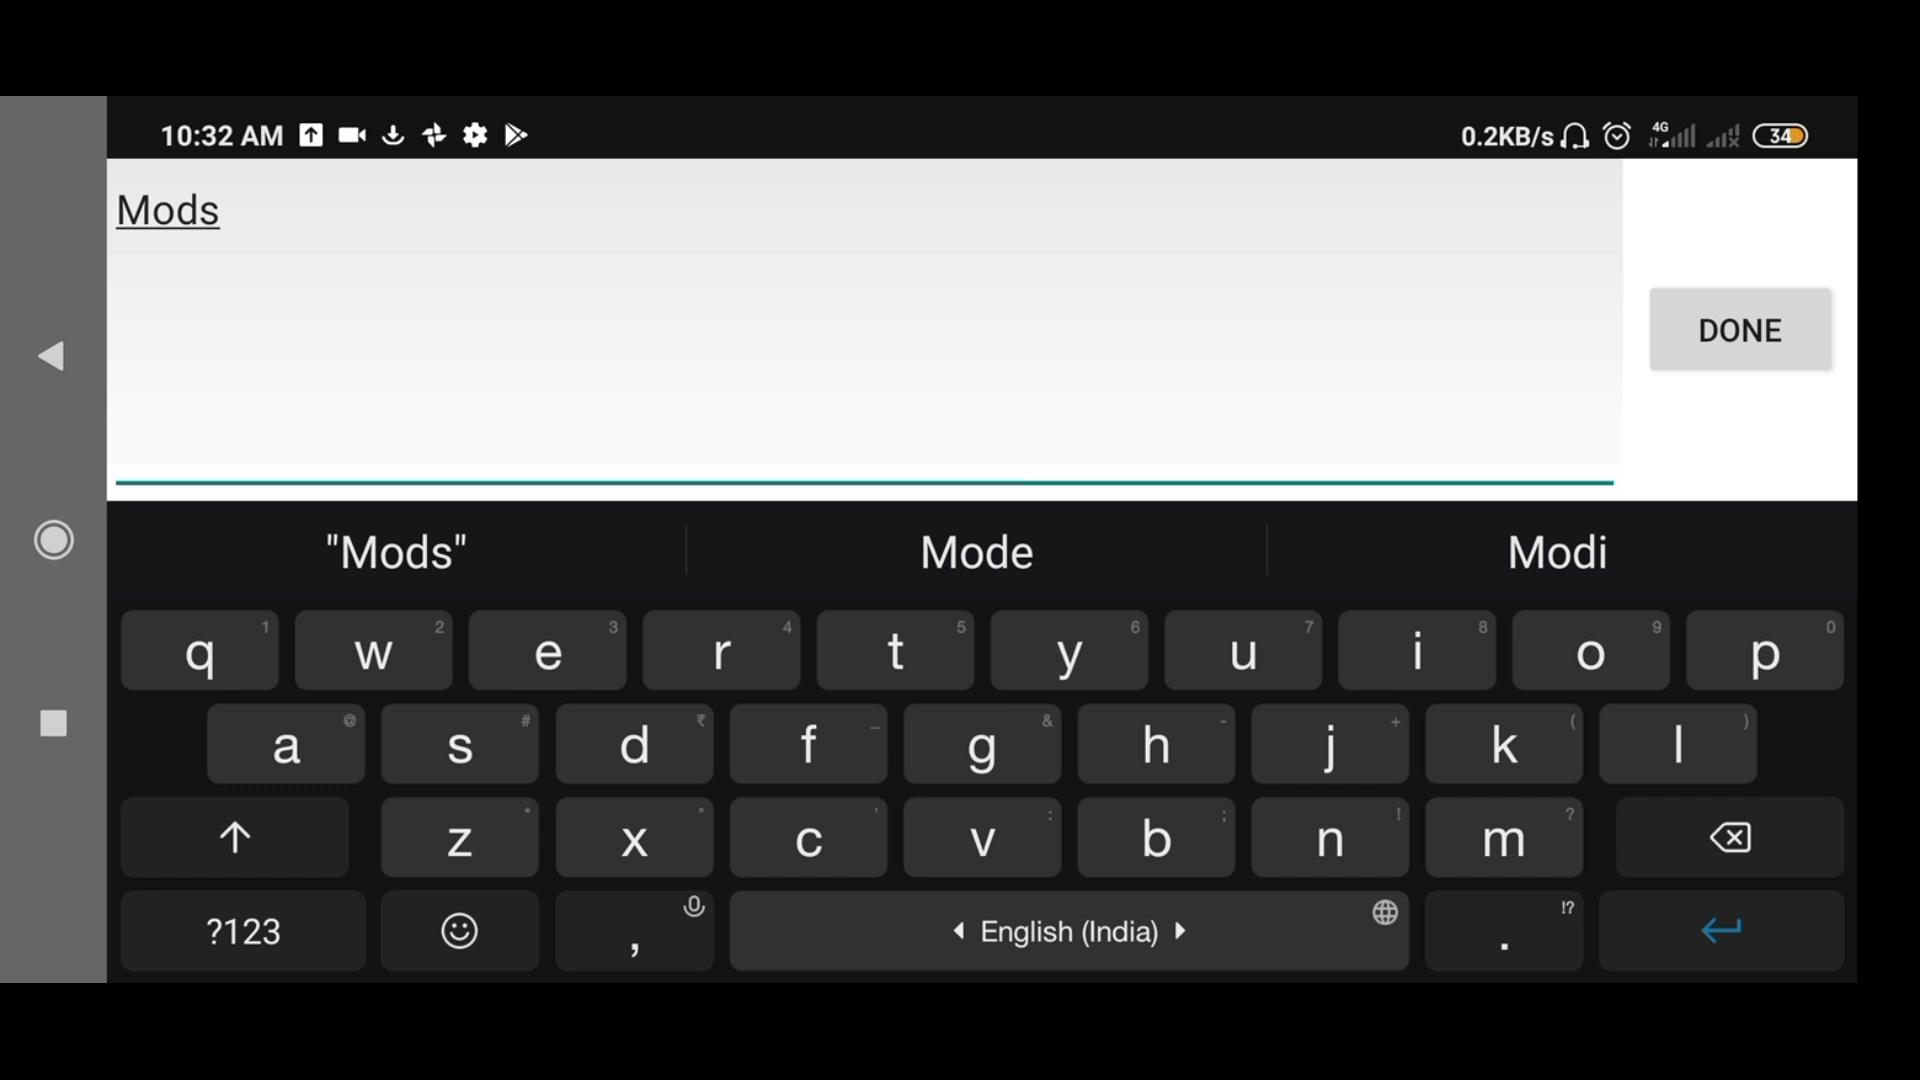 10:32 AM 0.2KB/s 4G 34
Mods
DONE
"Mods" Mode Modi
q 1 w 2 e 3 r 4 t 5 y 6 u 7 i 8 o 9 p 0
a @ s # d ₹ f _ g & h - j + k ( l )
z * x " c ' v : b ; n ! m ?
?123 , English (India) . !?